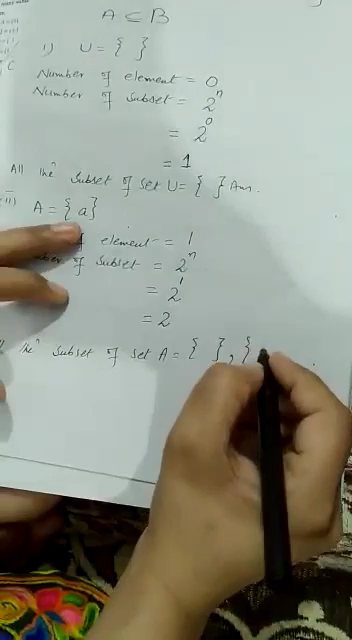 A ⊂ B
i) U = { }
Number of element = 0
Number of subset = 2ⁿ
= 2⁰
= 1
All the subset of set U = { } Ans.
ii) A = {a}
of element = 1
of subset = 2ⁿ
= 2¹
= 2
the subset of set A = { }, {